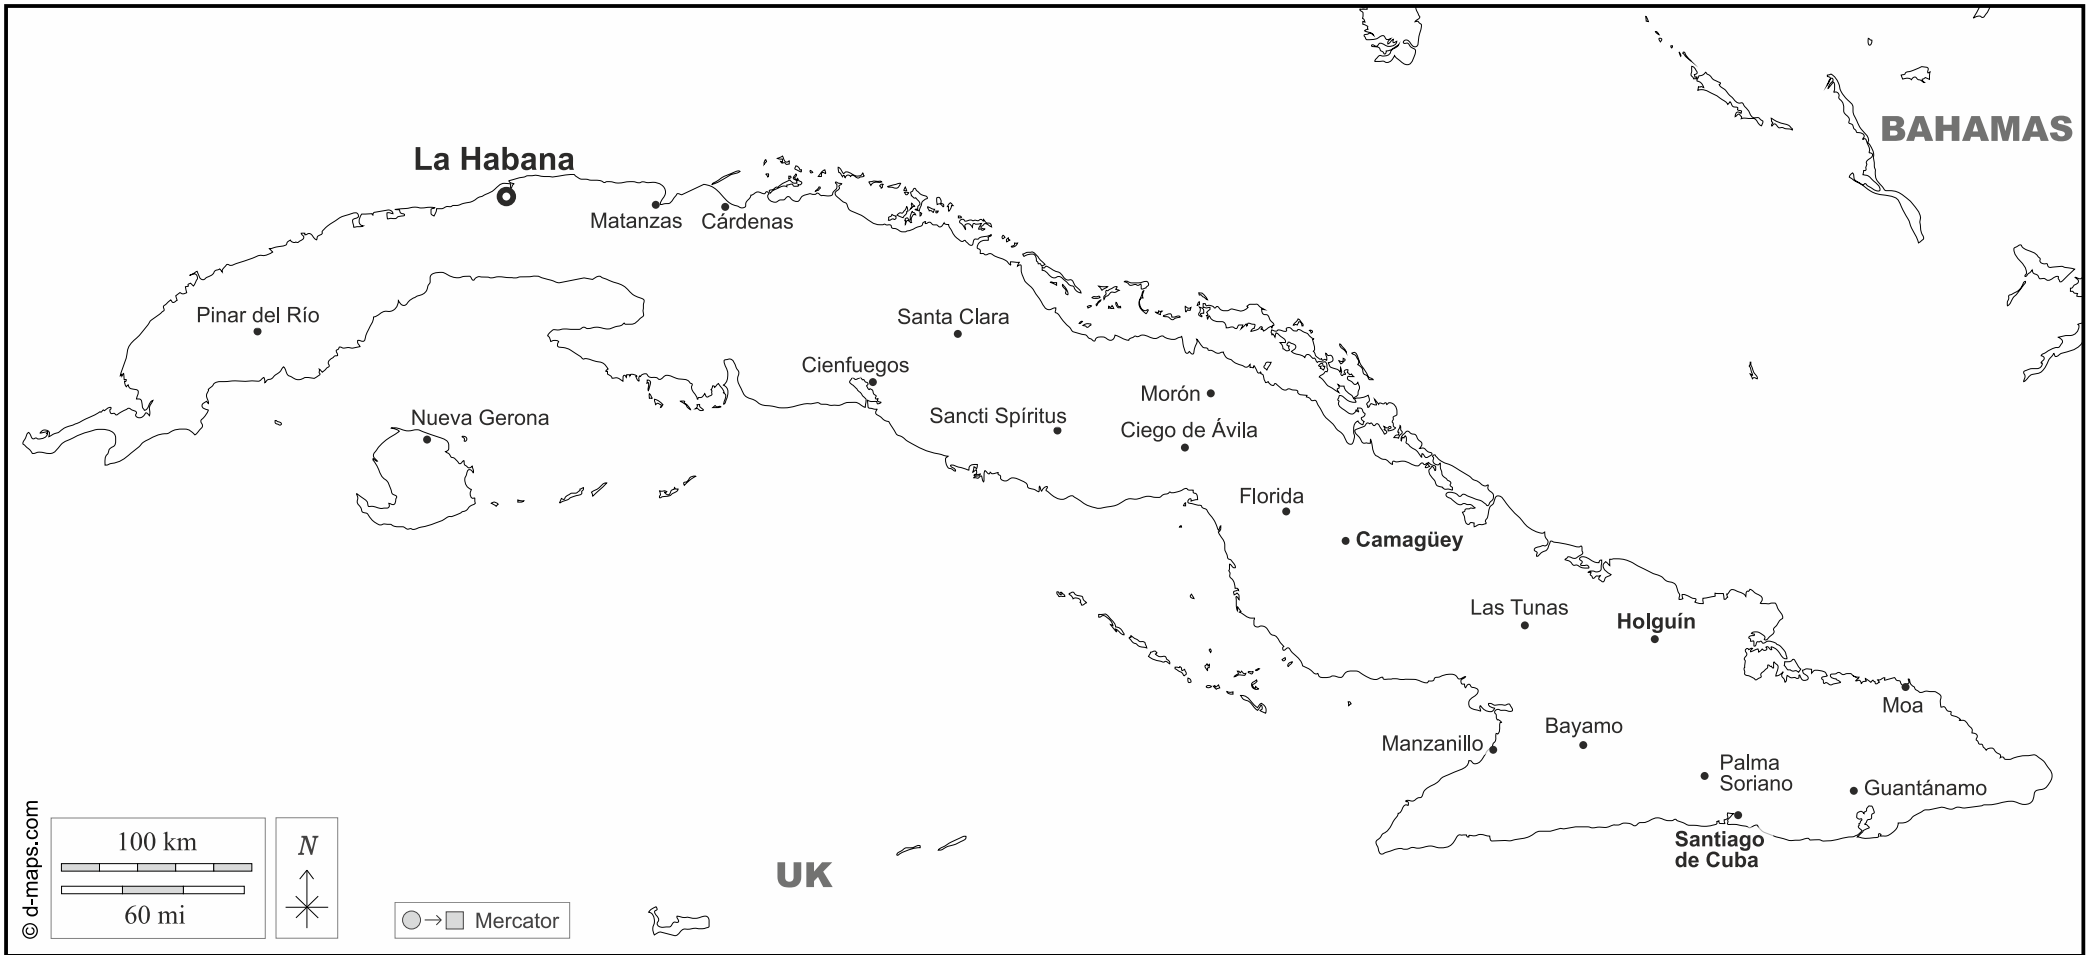 BAHAMAS
La Habana
Matanzas
Cárdenas
Pinar del Río
Santa Clara
Cienfuegos
Morón
Nueva Gerona
Sancti Spíritus
Ciego de Ávila
Florida
Camagüey
Las Tunas
Holguín
Moa
Bayamo
Manzanillo
Palma
Soriano
Guantánamo
Santiago
de Cuba
UK
© d-maps.com
100 km
60 mi
N
Mercator